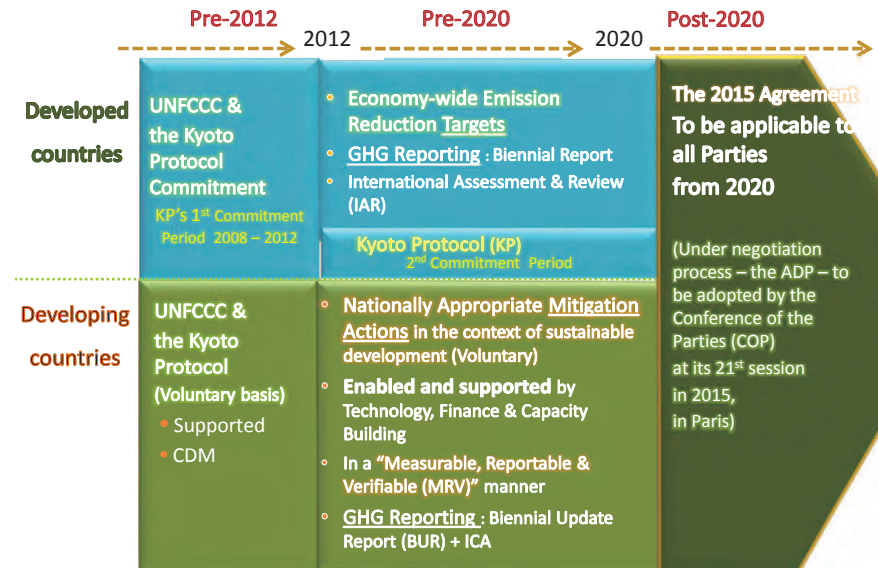 Pre-2012
Pre-2020
Post-2020
2012
2020
Developed
countries
UNFCCC &
the Kyoto
Protocol
Commitment
KP's 1st Commitment
Period 2008 – 2012
• Economy-wide Emission
Reduction Targets
• GHG Reporting : Biennial Report
• International Assessment & Review
(IAR)
Kyoto Protocol (KP)
2nd Commitment Period
The 2015 Agreement
To be applicable to
all Parties
from 2020
(Under negotiation
process – the ADP – to
be adopted by the
Conference of the
Parties (COP)
at its 21st session
in 2015,
in Paris)
Developing
countries
UNFCCC &
the Kyoto
Protocol
(Voluntary basis)
• Supported
• CDM
• Nationally Appropriate Mitigation
Actions in the context of sustainable
development (Voluntary)
• Enabled and supported by
Technology, Finance & Capacity
Building
• In a “Measurable, Reportable &
Verifiable (MRV)” manner
• GHG Reporting : Biennial Update
Report (BUR) + ICA